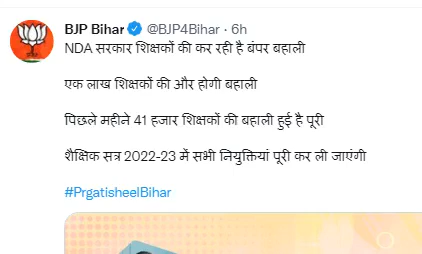 BJP Bihar @BJP4Bihar · 6h
NDA सरकार शिक्षकों की कर रही है बंपर बहाली
एक लाख शिक्षकों की और होगी बहाली
पिछले महीने 41 हजार शिक्षकों की बहाली हुई है पूरी
शैक्षिक सत्र 2022-23 में सभी नियुक्तियां पूरी कर ली जाएंगी
#PrgatisheelBihar